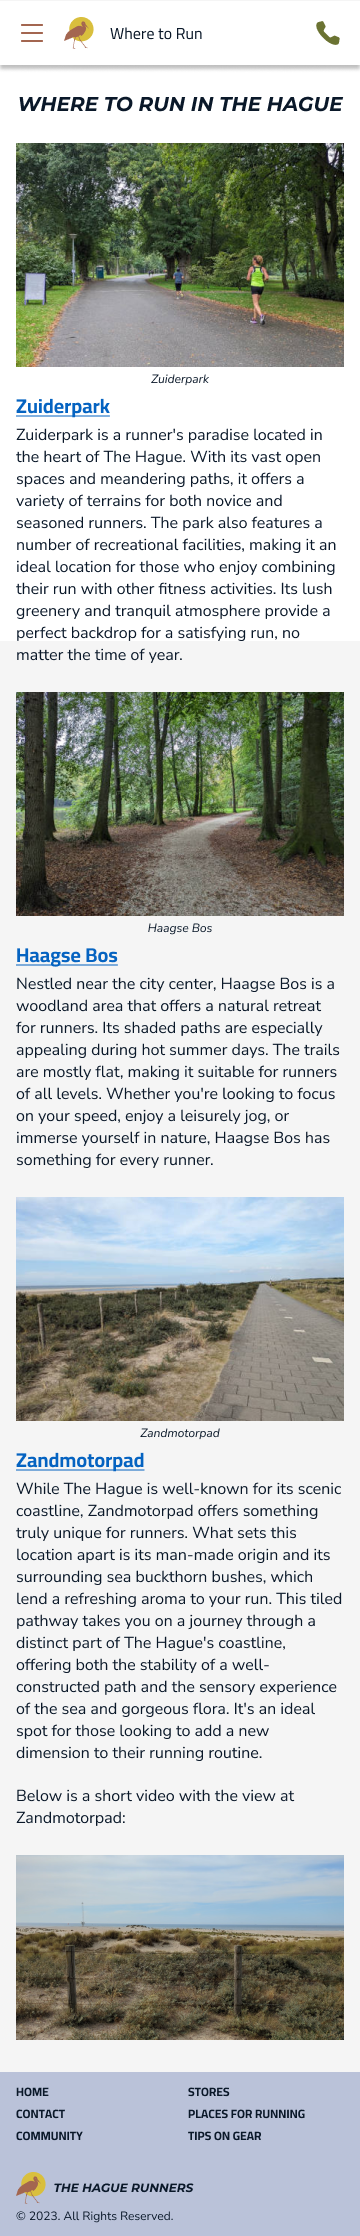 Where to Run
WHERE TO RUN IN THE HAGUE
Zuiderpark
Zuiderpark
Zuiderpark is a runner's paradise located in
the heart of The Hague. With its vast open
spaces and meandering paths, it offers a
variety of terrains for both novice and
seasoned runners. The park also features a
number of recreational facilities, making it an
ideal location for those who enjoy combining
their run with other fitness activities. Its lush
greenery and tranquil atmosphere provide a
perfect backdrop for a satisfying run, no
matter the time of year.
Haagse Bos
Haagse Bos
Nestled near the city center, Haagse Bos is a
woodland area that offers a natural retreat
for runners. Its shaded paths are especially
appealing during hot summer days. The trails
are mostly flat, making it suitable for runners
of all levels. Whether you're looking to focus
on your speed, enjoy a leisurely jog, or
immerse yourself in nature, Haagse Bos has
something for every runner.
Zandmotorpad
Zandmotorpad
While The Hague is well-known for its scenic
coastline, Zandmotorpad offers something
truly unique for runners. What sets this
location apart is its man-made origin and its
surrounding sea buckthorn bushes, which
lend a refreshing aroma to your run. This tiled
pathway takes you on a journey through a
distinct part of The Hague's coastline,
offering both the stability of a well-
constructed path and the sensory experience
of the sea and gorgeous flora. It's an ideal
spot for those looking to add a new
dimension to their running routine.
Below is a short video with the view at
Zandmotorpad:
HOME
CONTACT
COMMUNITY
STORES
PLACES FOR RUNNING
TIPS ON GEAR
THE HAGUE RUNNERS
© 2023. All Rights Reserved.